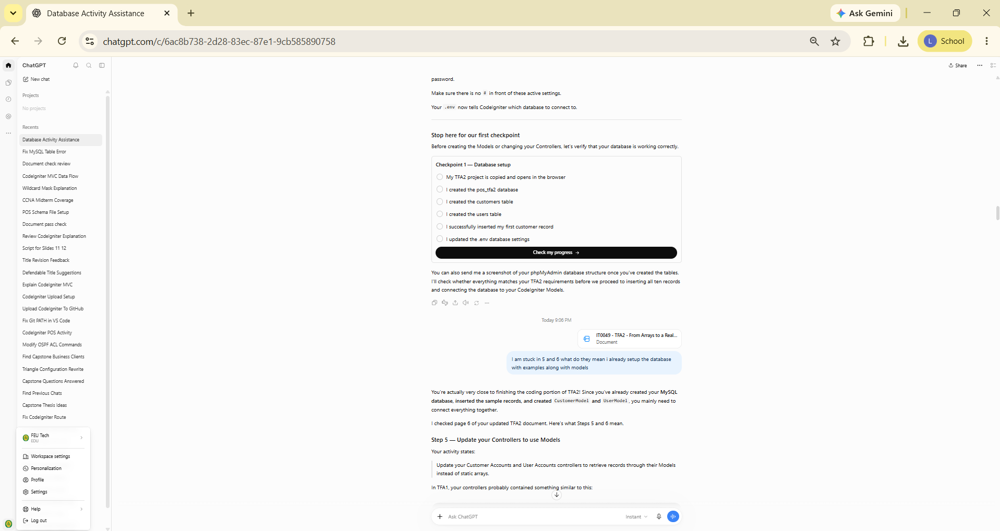 Database Activity Assistance
Ask Gemini
chatgpt.com/c/6ac8b738-2d28-83ec-87e1-9cb585890758
L School
ChatGPT
New chat
Projects
No projects
Recents
Database Activity Assistance
Fix MySQL Table Error
Document check review
CodeIgniter MVC Data Flow
Wildcard Mask Explanation
CCNA Midterm Coverage
POS Schema File Setup
Document pass check
Review CodeIgniter Explanation
Script for Slides 11 12
Title Revision Feedback
Defendable Title Suggestions
Explain CodeIgniter MVC
CodeIgniter Upload Setup
Upload CodeIgniter To GitHub
Fix Git PATH in VS Code
CodeIgniter POS Activity
Modify OSPF ACL Commands
Find Capstone Business Clients
Triangle Configuration Rewrite
Capstone Questions Answered
Find Previous Chats
Capstone Thesis Ideas
Fix CodeIgniter Route
FEU Tech
EDU
Workspace settings
Personalization
Profile
Settings
Help
Log out
Share
password.
Make sure there is no # in front of these active settings.
Your .env now tells CodeIgniter which database to connect to.
Stop here for our first checkpoint
Before creating the Models or changing your Controllers, let's verify that your database is working correctly.
Checkpoint 1 — Database setup
My TFA2 project is copied and opens in the browser
I created the pos_tfa2 database
I created the customers table
I created the users table
I successfully inserted my first customer record
I updated the .env database settings
Check my progress →
You can also send me a screenshot of your phpMyAdmin database structure once you've created the tables.
I'll check whether everything matches your TFA2 requirements before we proceed to inserting all ten records
and connecting the database to your CodeIgniter Models.
Today 9:06 PM
IT0049 - TFA2 - From Arrays to a Real...
Document
I am stuck in 5 and 6 what do they mean i already setup the database
with examples along with models
You're actually very close to finishing the coding portion of TFA2! Since you've already created your MySQL
database, inserted the sample records, and created CustomerModel and UserModel, you mainly need to
connect everything together.
I checked page 6 of your updated TFA2 document. Here's what Steps 5 and 6 mean.
Step 5 — Update your Controllers to use Models
Your activity states:
Update your Customer Accounts and User Accounts controllers to retrieve records through their Models
instead of static arrays.
In TFA1, your controllers probably contained something similar to this:
Ask ChatGPT
Instant